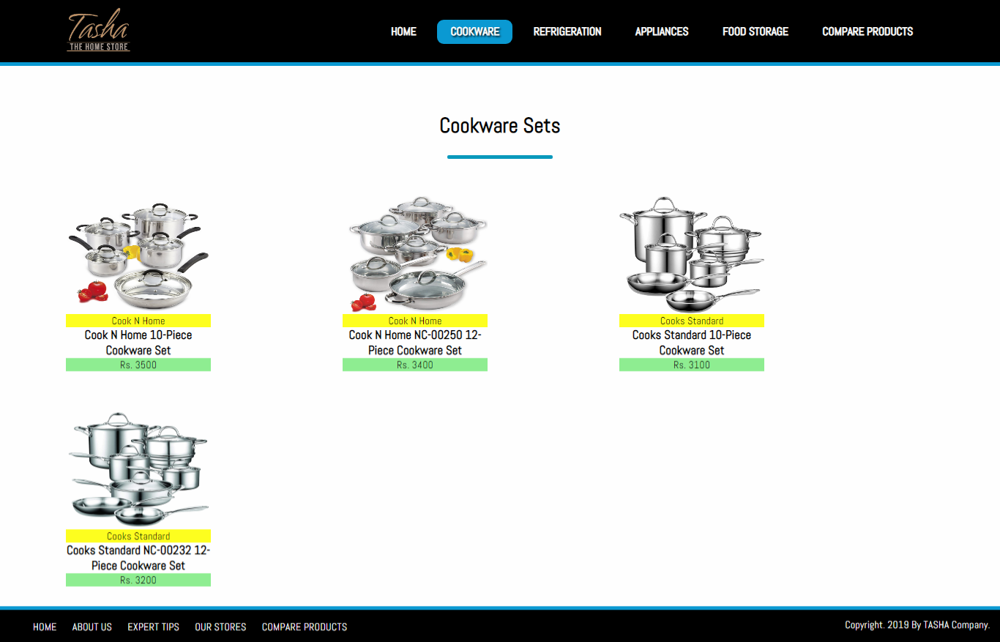 Tasha
THE HOME STORE
HOME
COOKWARE
REFRIGERATION
APPLIANCES
FOOD STORAGE
COMPARE PRODUCTS
Cookware Sets
Cook N Home
Cook N Home 10-Piece
Cookware Set
Rs. 3500
Cook N Home
Cook N Home NC-00250 12-
Piece Cookware Set
Rs. 3400
Cooks Standard
Cooks Standard 10-Piece
Cookware Set
Rs. 3100
Cooks Standard
Cooks Standard NC-00232 12-
Piece Cookware Set
Rs. 3200
HOME
ABOUT US
EXPERT TIPS
OUR STORES
COMPARE PRODUCTS
Copyright. 2019 By TASHA Company.